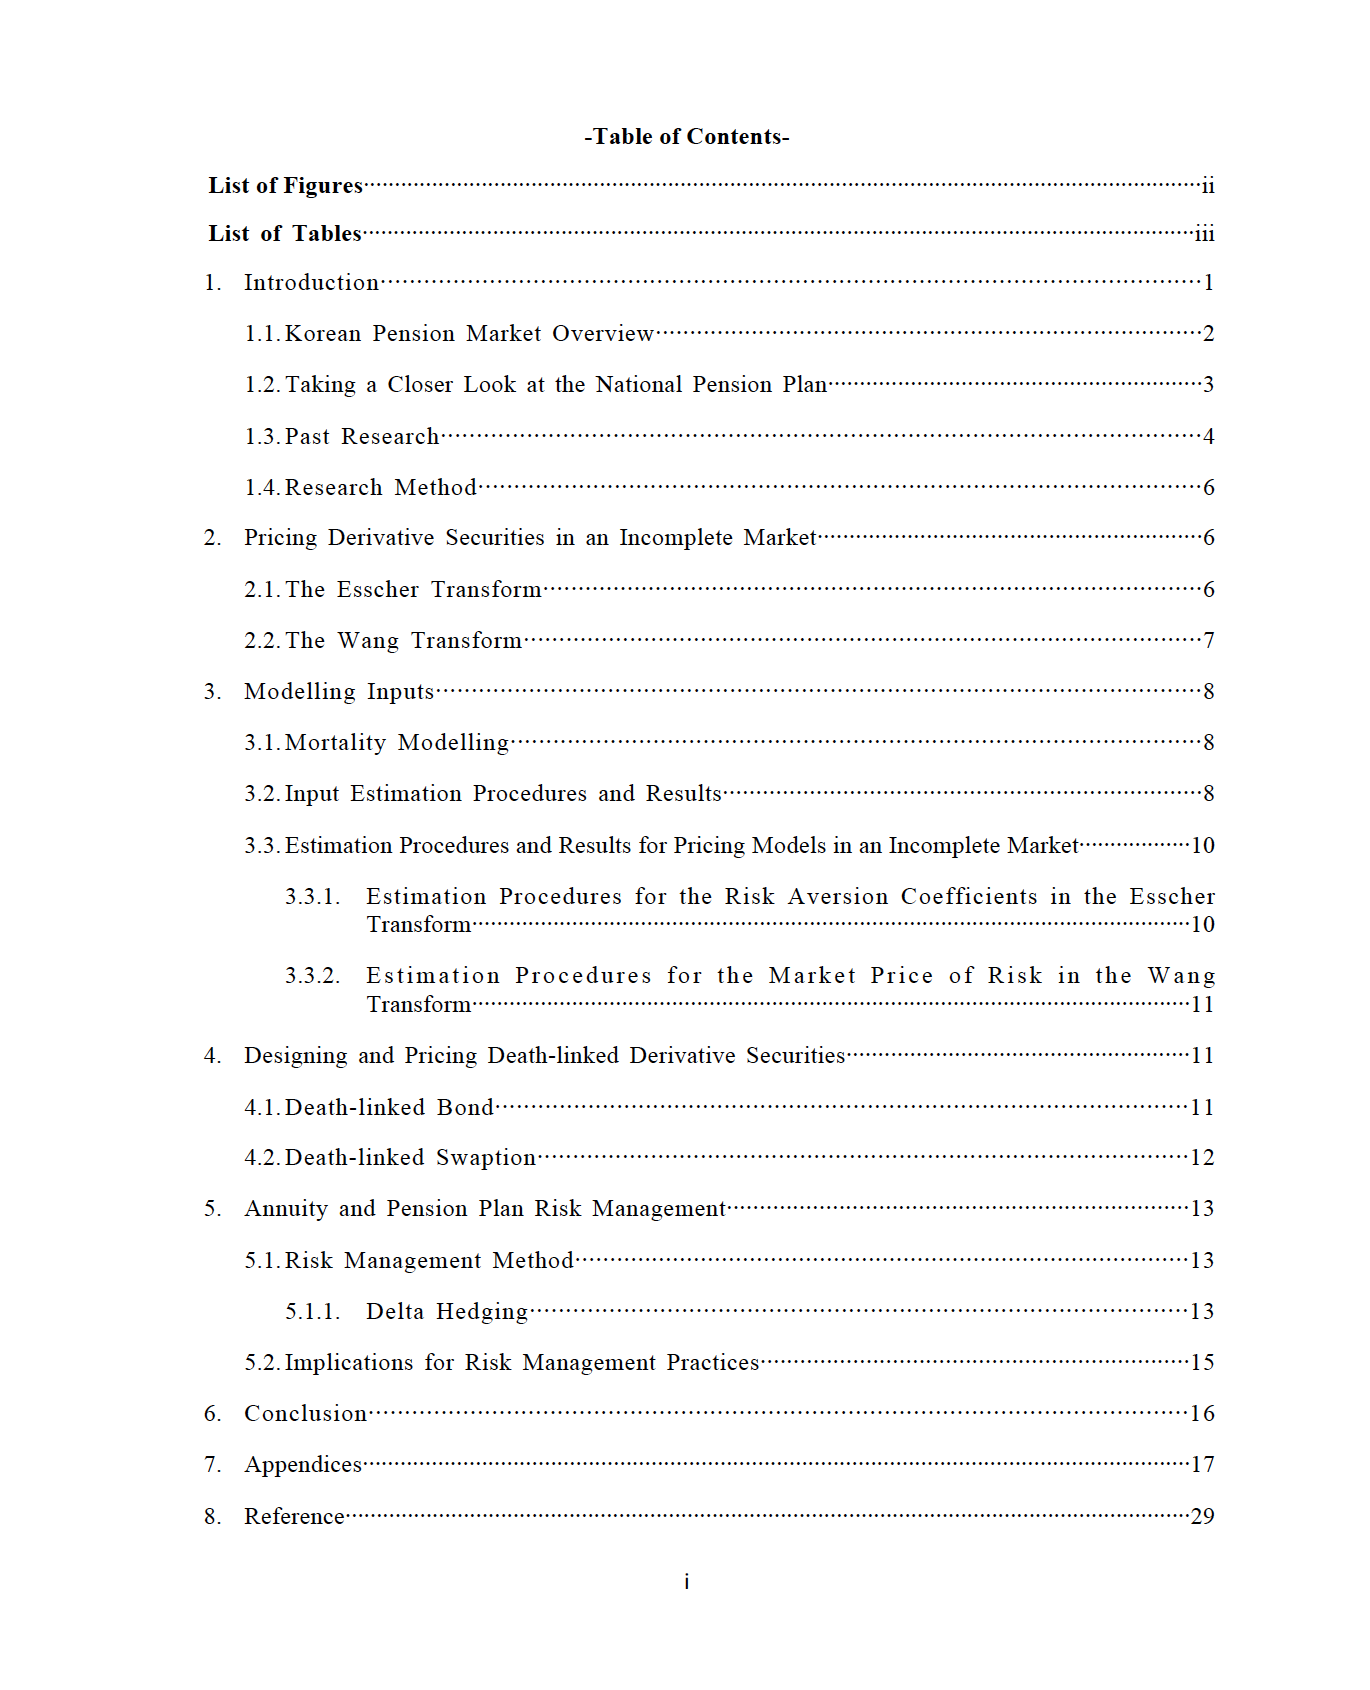 -Table of Contents-
List of Figures································ii
List of Tables································iii
1. Introduction································1
1.1. Korean Pension Market Overview································2
1.2. Taking a Closer Look at the National Pension Plan································3
1.3. Past Research································4
1.4. Research Method································6
2. Pricing Derivative Securities in an Incomplete Market································6
2.1. The Esscher Transform································6
2.2. The Wang Transform································7
3. Modelling Inputs································8
3.1. Mortality Modelling································8
3.2. Input Estimation Procedures and Results································8
3.3. Estimation Procedures and Results for Pricing Models in an Incomplete Market··················10
3.3.1. Estimation Procedures for the Risk Aversion Coefficients in the Esscher
Transform································10
3.3.2. Estimation Procedures for the Market Price of Risk in the Wang
Transform································11
4. Designing and Pricing Death-linked Derivative Securities································11
4.1. Death-linked Bond································11
4.2. Death-linked Swaption································12
5. Annuity and Pension Plan Risk Management································13
5.1. Risk Management Method································13
5.1.1. Delta Hedging································13
5.2. Implications for Risk Management Practices································15
6. Conclusion································16
7. Appendices································17
8. Reference································29
i